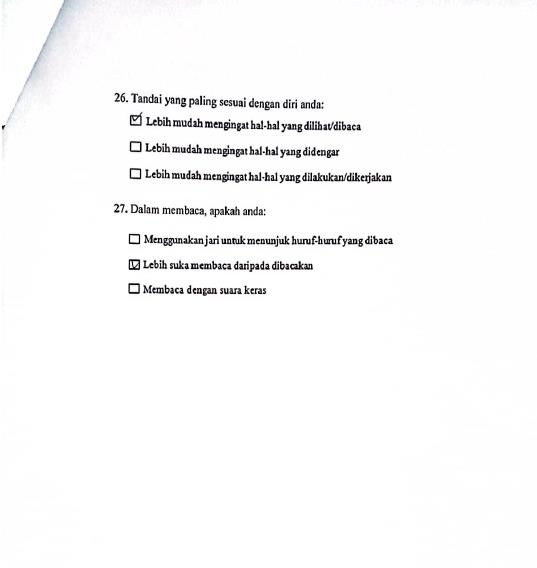 26. Tandai yang paling sesuai dengan diri anda:
☑ Lebih mudah mengingat hal-hal yang dilihat/dibaca
☐ Lebih mudah mengingat hal-hal yang didengar
☐ Lebih mudah mengingat hal-hal yang dilakukan/dikerjakan
27. Dalam membaca, apakah anda:
☐ Menggunakan jari untuk menunjuk huruf-huruf yang dibaca
☑ Lebih suka membaca daripada dibacakan
☐ Membaca dengan suara keras